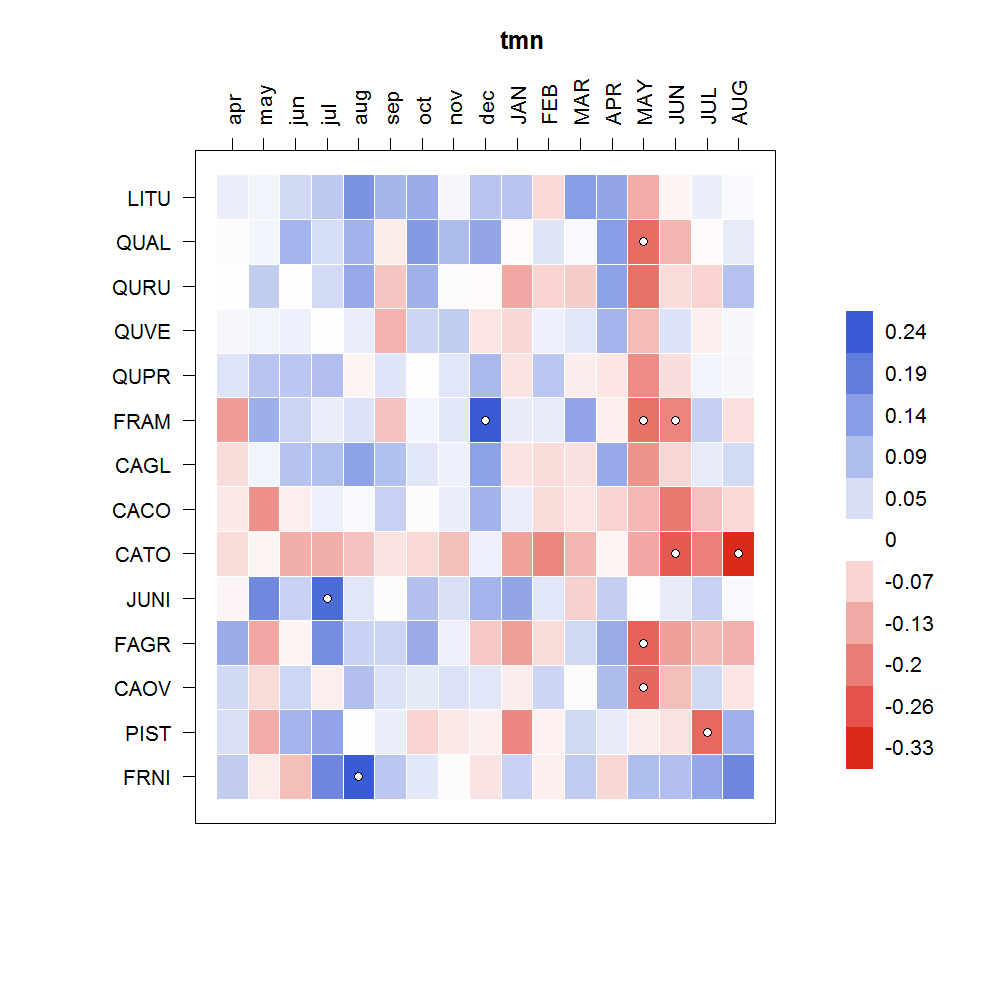 tmn
apr may jun jul aug sep oct nov dec JAN FEB MAR APR MAY JUN JUL AUG
LITU
QUAL
QURU
QUVE
QUPR
FRAM
CAGL
CACO
CATO
JUNI
FAGR
CAOV
PIST
FRNI
0.24
0.19
0.14
0.09
0.05
0
-0.07
-0.13
-0.2
-0.26
-0.33